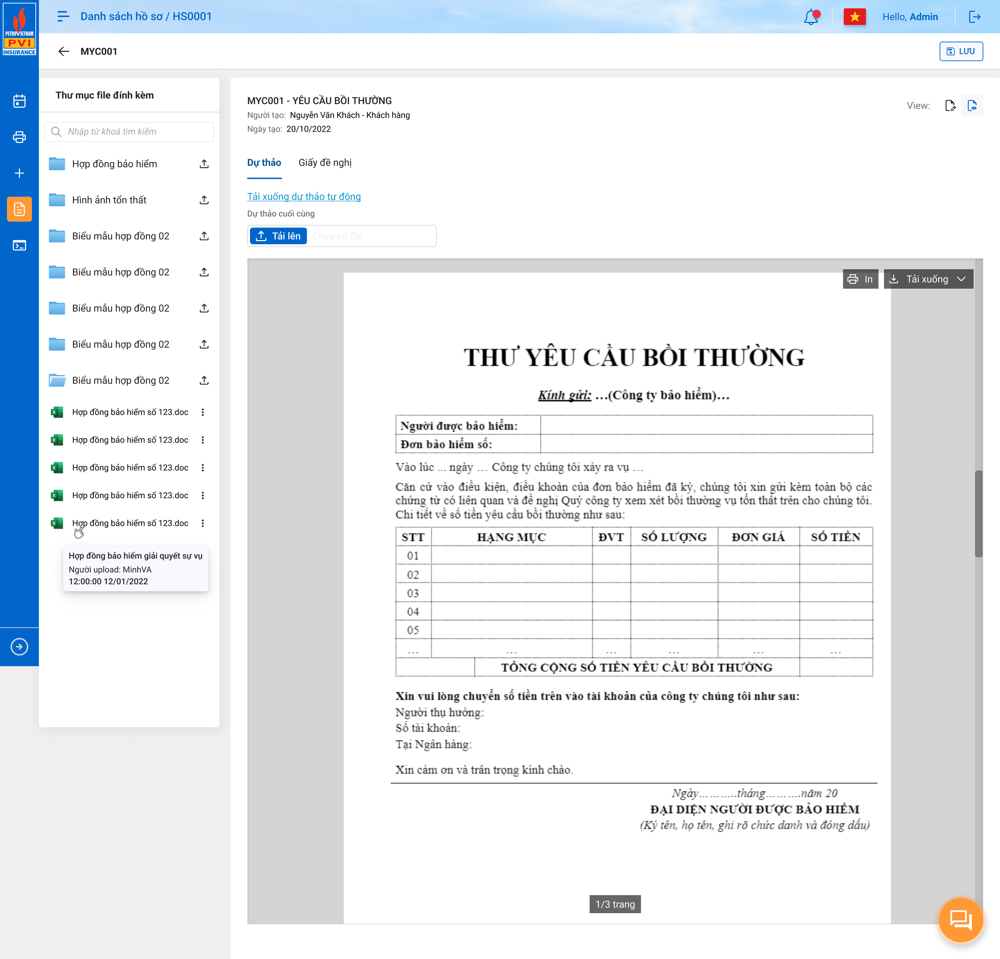 PETROVIETNAM
PVI
INSURANCE
Danh sách hồ sơ / HS0001
Hello, Admin
MYC001
LƯU
Thư mục file đính kèm
Nhập từ khoá tìm kiếm
Hợp đồng bảo hiểm
Hình ảnh tổn thất
Biểu mẫu hợp đồng 02
Biểu mẫu hợp đồng 02
Biểu mẫu hợp đồng 02
Biểu mẫu hợp đồng 02
Biểu mẫu hợp đồng 02
Hợp đồng bảo hiểm số 123.doc
Hợp đồng bảo hiểm số 123.doc
Hợp đồng bảo hiểm số 123.doc
Hợp đồng bảo hiểm số 123.doc
Hợp đồng bảo hiểm số 123.doc
Hợp đồng bảo hiểm giải quyết sự vụ
Người upload: MinhVA
12:00:00 12/01/2022
MYC001 - YÊU CẦU BỒI THƯỜNG
Người tạo: Nguyễn Văn Khách - Khách hàng
Ngày tạo: 20/10/2022
View:
Dự thảo Giấy đề nghị
Tải xuống dự thảo tự động
Dự thảo cuối cùng
Tải lên Chưa có file
In Tải xuống
THƯ YÊU CẦU BỒI THƯỜNG
Kính gửi: ...(Công ty bảo hiểm)...
Người được bảo hiểm:
Đơn bảo hiểm số:
Vào lúc ... ngày ... Công ty chúng tôi xảy ra vụ ...
Căn cứ vào điều kiện, điều khoản của đơn bảo hiểm đã ký, chúng tôi xin gửi kèm toàn bộ các
chứng từ có liên quan và đề nghị Quý công ty xem xét bồi thường vụ tổn thất trên cho chúng tôi.
Chi tiết về số tiền yêu cầu bồi thường như sau:
STT HẠNG MỤC ĐVT SỐ LƯỢNG ĐƠN GIÁ SỐ TIỀN
01
02
03
04
05
... ... ... ... ... ...
TỔNG CỘNG SỐ TIỀN YÊU CẦU BỒI THƯỜNG
Xin vui lòng chuyển số tiền trên vào tài khoản của công ty chúng tôi như sau:
Người thụ hưởng:
Số tài khoản:
Tại Ngân hàng:
Xin cảm ơn và trân trọng kính chào.
Ngày...........tháng..........năm 20
ĐẠI DIỆN NGƯỜI ĐƯỢC BẢO HIỂM
(Ký tên, họ tên, ghi rõ chức danh và đóng dấu)
1/3 trang